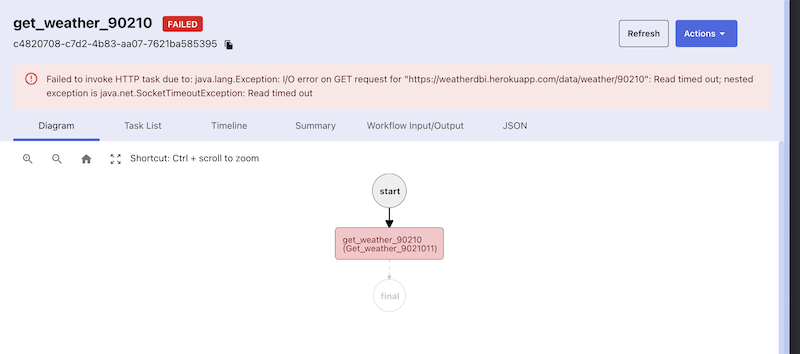 get_weather_90210 FAILED
c4820708-c7d2-4b83-aa07-7621ba585395
Refresh Actions
Failed to invoke HTTP task due to: java.lang.Exception: I/O error on GET request for "https://weatherdbi.herokuapp.com/data/weather/90210": Read timed out; nested
exception is java.net.SocketTimeoutException: Read timed out
Diagram Task List Timeline Summary Workflow Input/Output JSON
Shortcut: Ctrl + scroll to zoom
start
get_weather_90210
(Get_weather_9021011)
final